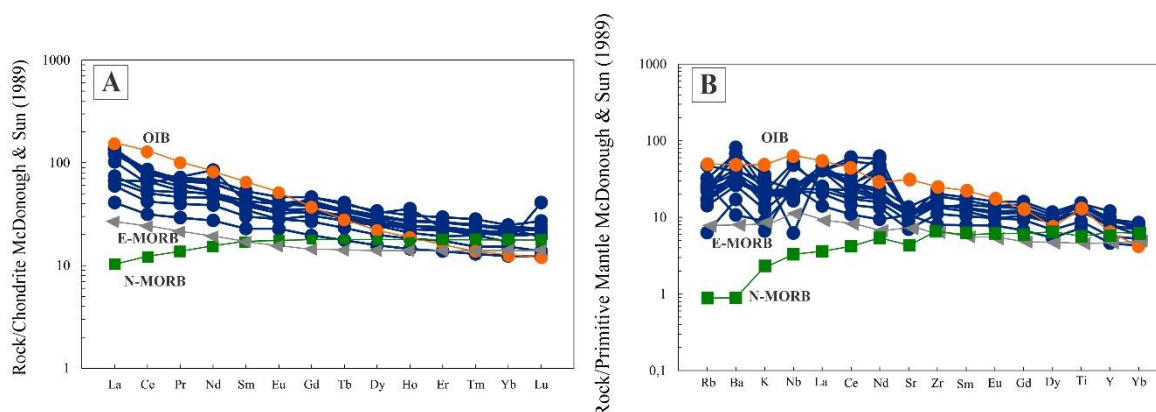 Rock/Chondrite McDonough & Sun (1989)
1000
100
10
1
A
OIB
E-MORB
N-MORB
La Ce Pr Nd Sm Eu Gd Tb Dy Ho Er Tm Yb Lu
Rock/Primitive Mantle McDonough & Sun (1989)
1000
100
10
1
0,1
B
OIB
E-MORB
N-MORB
Rb Ba K Nb La Ce Nd Sr Zr Sm Eu Gd Dy Ti Y Yb